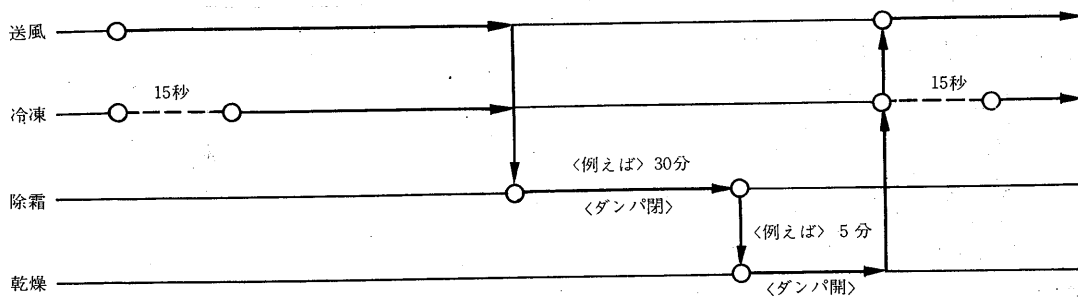 送風
15秒
15秒
冷凍
〈例えば〉30分
除霜
〈ダンパ閉〉
〈例えば〉5分
乾燥
〈ダンパ開〉